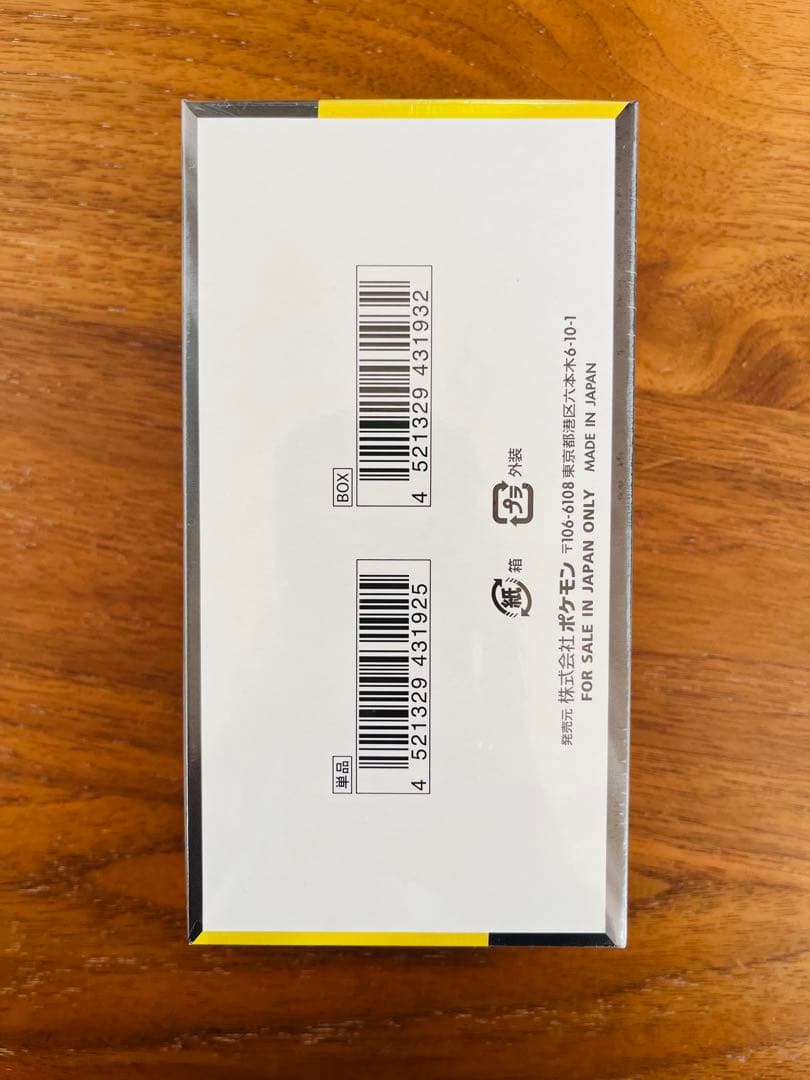 単品
4 521329 431925
BOX
4 521329 431932
紙 箱
プラ 外装
発売元 株式会社 ポケモン 〒106-6108 東京都港区六本木6-10-1
FOR SALE IN JAPAN ONLY MADE IN JAPAN